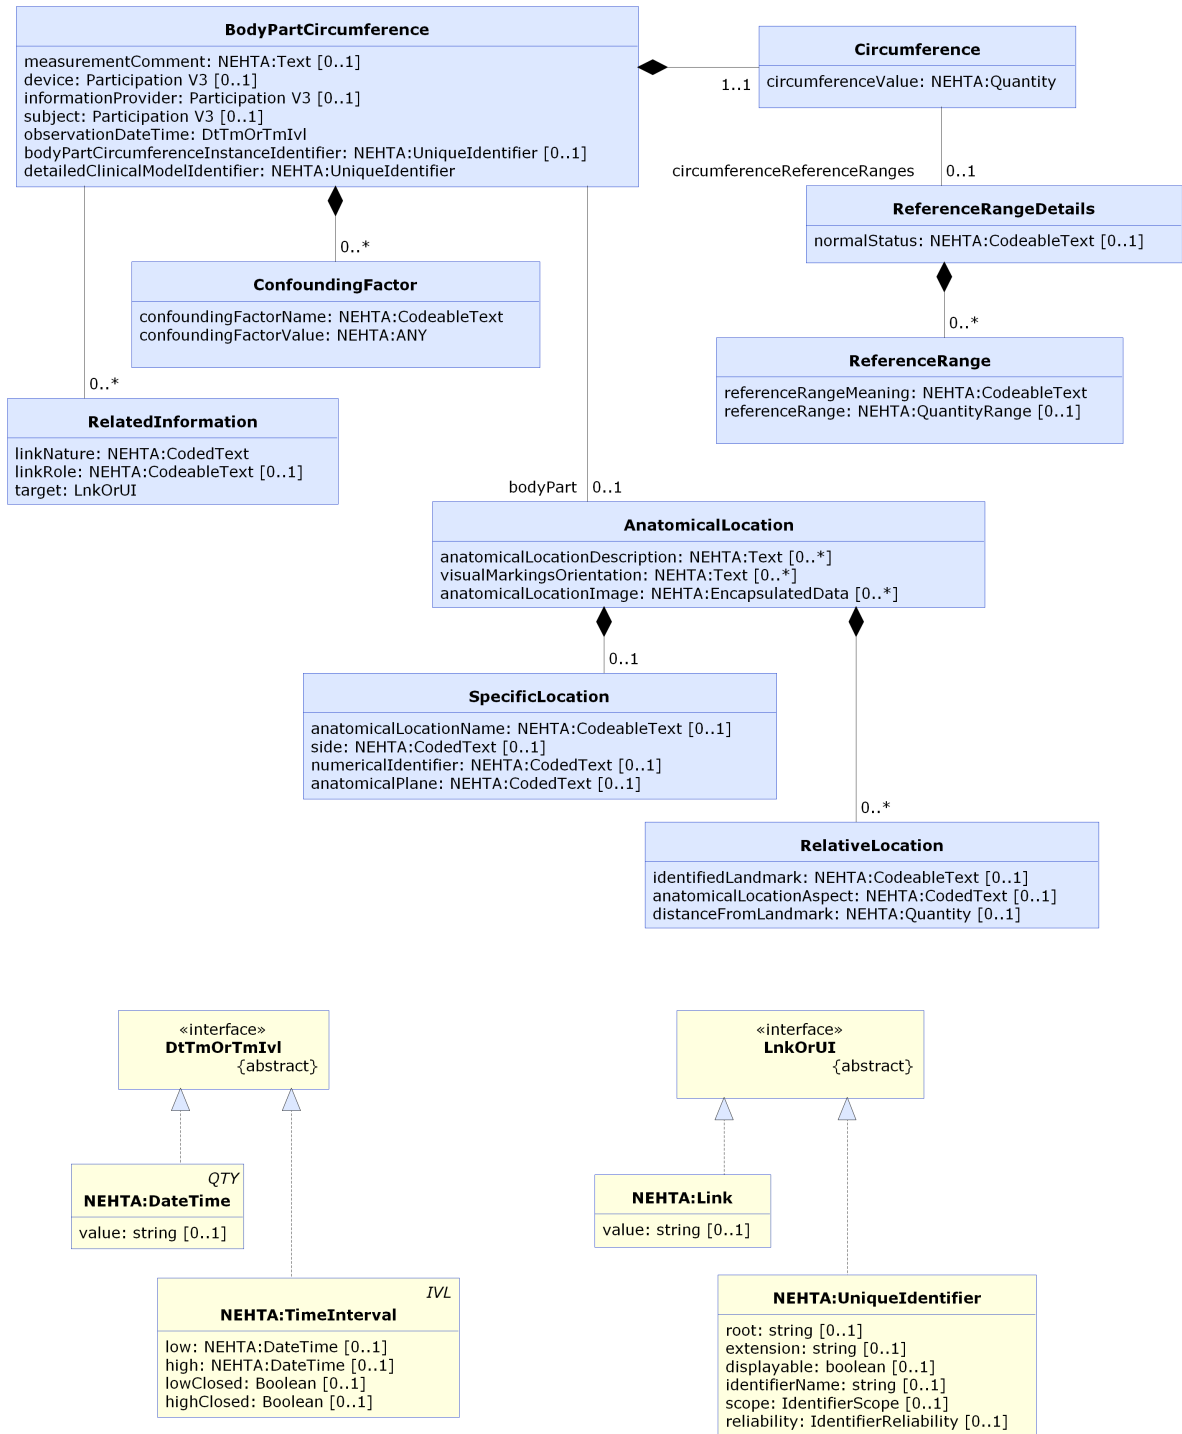 BodyPartCircumference
measurementComment: NEHTA:Text [0..1]
device: Participation V3 [0..1]
informationProvider: Participation V3 [0..1]
subject: Participation V3 [0..1]
observationDateTime: DtTmOrTmIvl
bodyPartCircumferenceInstanceIdentifier: NEHTA:UniqueIdentifier [0..1]
detailedClinicalModelIdentifier: NEHTA:UniqueIdentifier
1..1
Circumference
circumferenceValue: NEHTA:Quantity
circumferenceReferenceRanges
0..1
ReferenceRangeDetails
normalStatus: NEHTA:CodeableText [0..1]
0..*
ConfoundingFactor
confoundingFactorName: NEHTA:CodeableText
confoundingFactorValue: NEHTA:ANY
0..*
ReferenceRange
referenceRangeMeaning: NEHTA:CodeableText
referenceRange: NEHTA:QuantityRange [0..1]
0..*
RelatedInformation
linkNature: NEHTA:CodedText
linkRole: NEHTA:CodeableText [0..1]
target: LnkOrUI
bodyPart
0..1
AnatomicalLocation
anatomicalLocationDescription: NEHTA:Text [0..*]
visualMarkingsOrientation: NEHTA:Text [0..*]
anatomicalLocationImage: NEHTA:EncapsulatedData [0..*]
0..1
SpecificLocation
anatomicalLocationName: NEHTA:CodeableText [0..1]
side: NEHTA:CodedText [0..1]
numericalIdentifier: NEHTA:CodedText [0..1]
anatomicalPlane: NEHTA:CodedText [0..1]
0..*
RelativeLocation
identifiedLandmark: NEHTA:CodeableText [0..1]
anatomicalLocationAspect: NEHTA:CodedText [0..1]
distanceFromLandmark: NEHTA:Quantity [0..1]
«interface»
DtTmOrTmIvl
{abstract}
«interface»
LnkOrUI
{abstract}
QTY
NEHTA:DateTime
value: string [0..1]
NEHTA:Link
value: string [0..1]
IVL
NEHTA:TimeInterval
low: NEHTA:DateTime [0..1]
high: NEHTA:DateTime [0..1]
lowClosed: Boolean [0..1]
highClosed: Boolean [0..1]
NEHTA:UniqueIdentifier
root: string [0..1]
extension: string [0..1]
displayable: boolean [0..1]
identifierName: string [0..1]
scope: IdentifierScope [0..1]
reliability: IdentifierReliability [0..1]